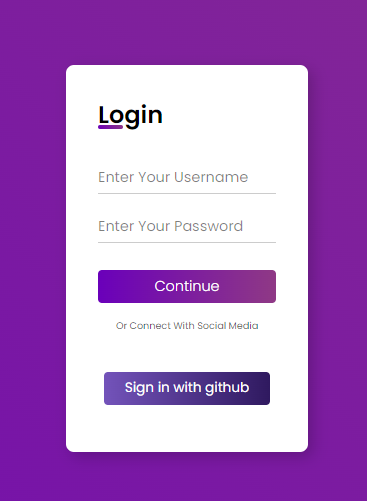 Login
Enter Your Username
Enter Your Password
Continue
Or Connect With Social Media
Sign in with github